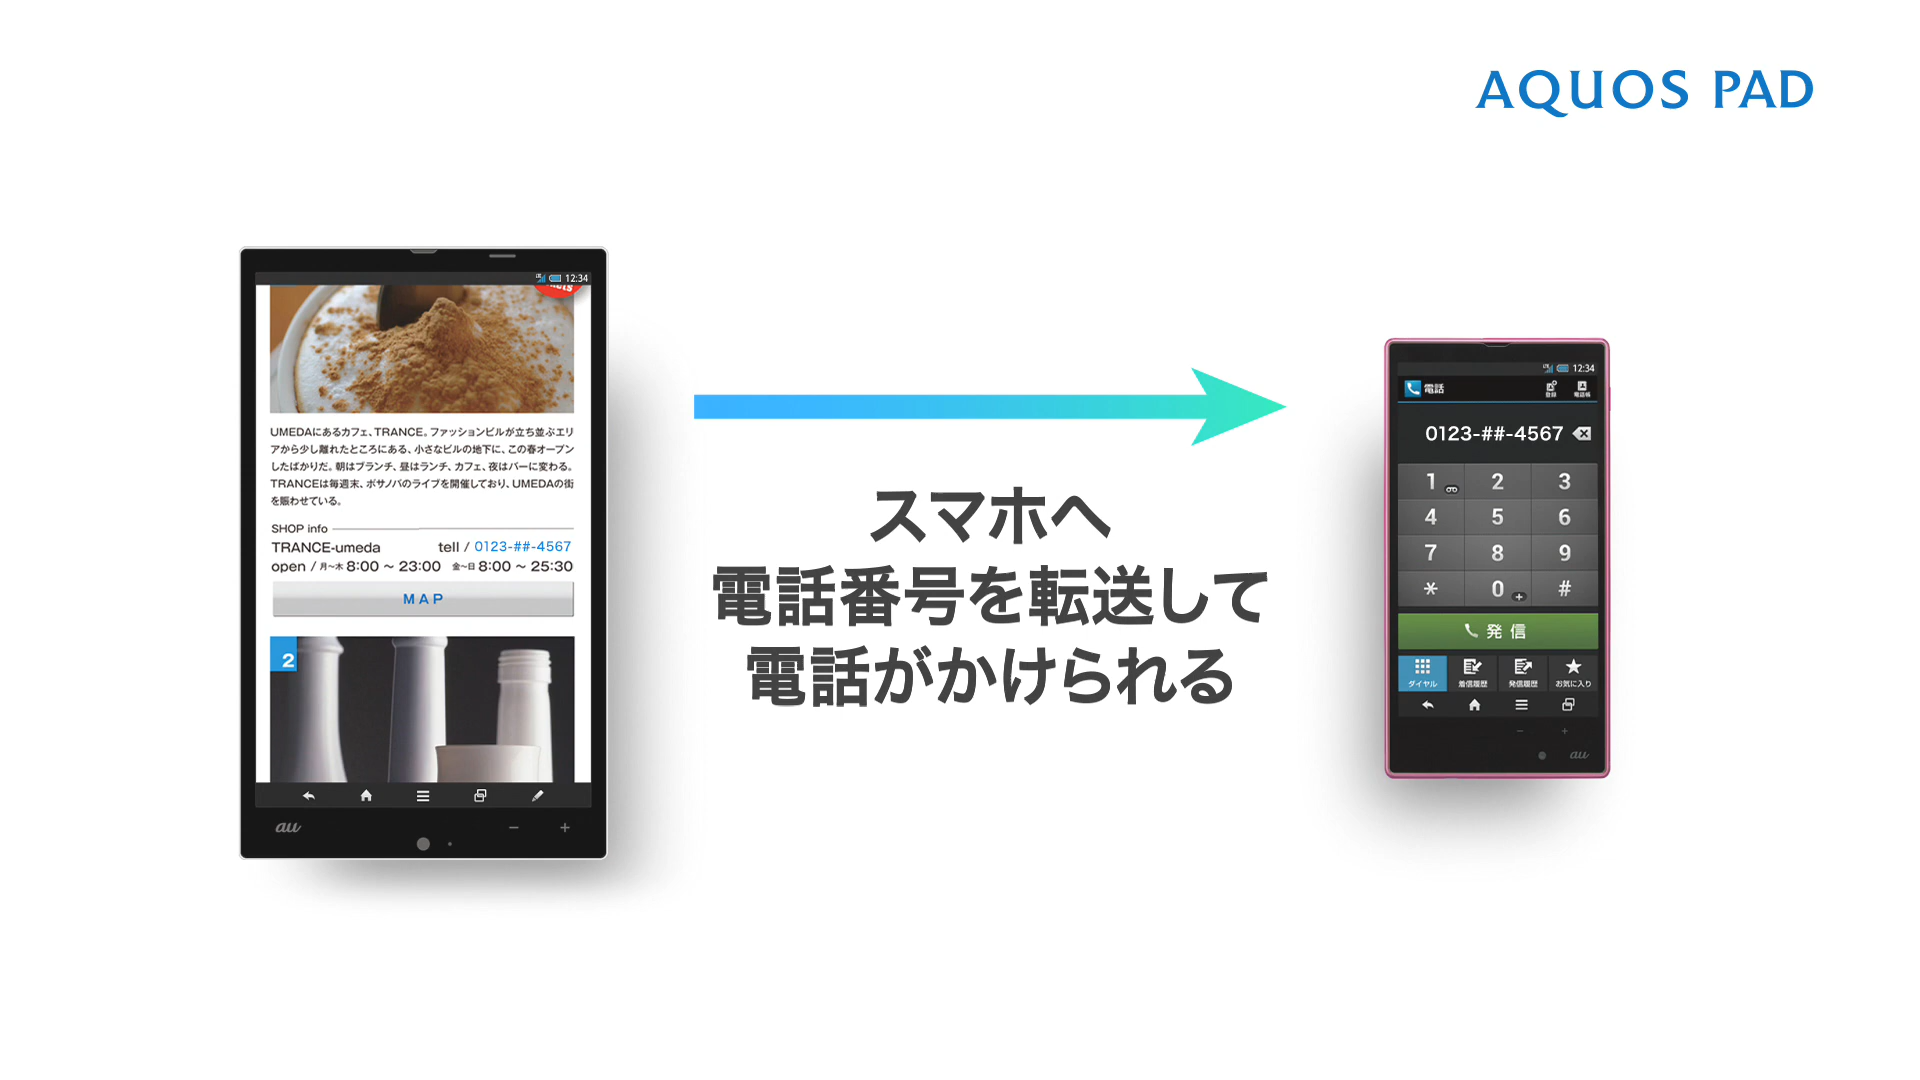 AQUOS PAD
12:34
UMEDAにあるカフェ、TRANCE。ファッションビルが立ち並ぶエリ
アから少し離れたところにある、小さなビルの地下に、この春オープン
したばかりだ。朝はブランチ、昼はランチ、カフェ、夜はバーに変わる。
TRANCEは毎週末、ボサノバのライブを開催しており、UMEDAの街
を賑わせている。
SHOP info
TRANCE-umeda tell / 0123-##-4567
open / 月〜木 8:00 〜 23:00 金〜日 8:00 〜 25:30
MAP
2
au
スマホへ
電話番号を転送して
電話がかけられる
12:34
電話 登録 電話帳
0123-##-4567
1 2 3
4 5 6
7 8 9
* 0 + #
発信
ダイヤル 着信履歴 発信履歴 お気に入り
au